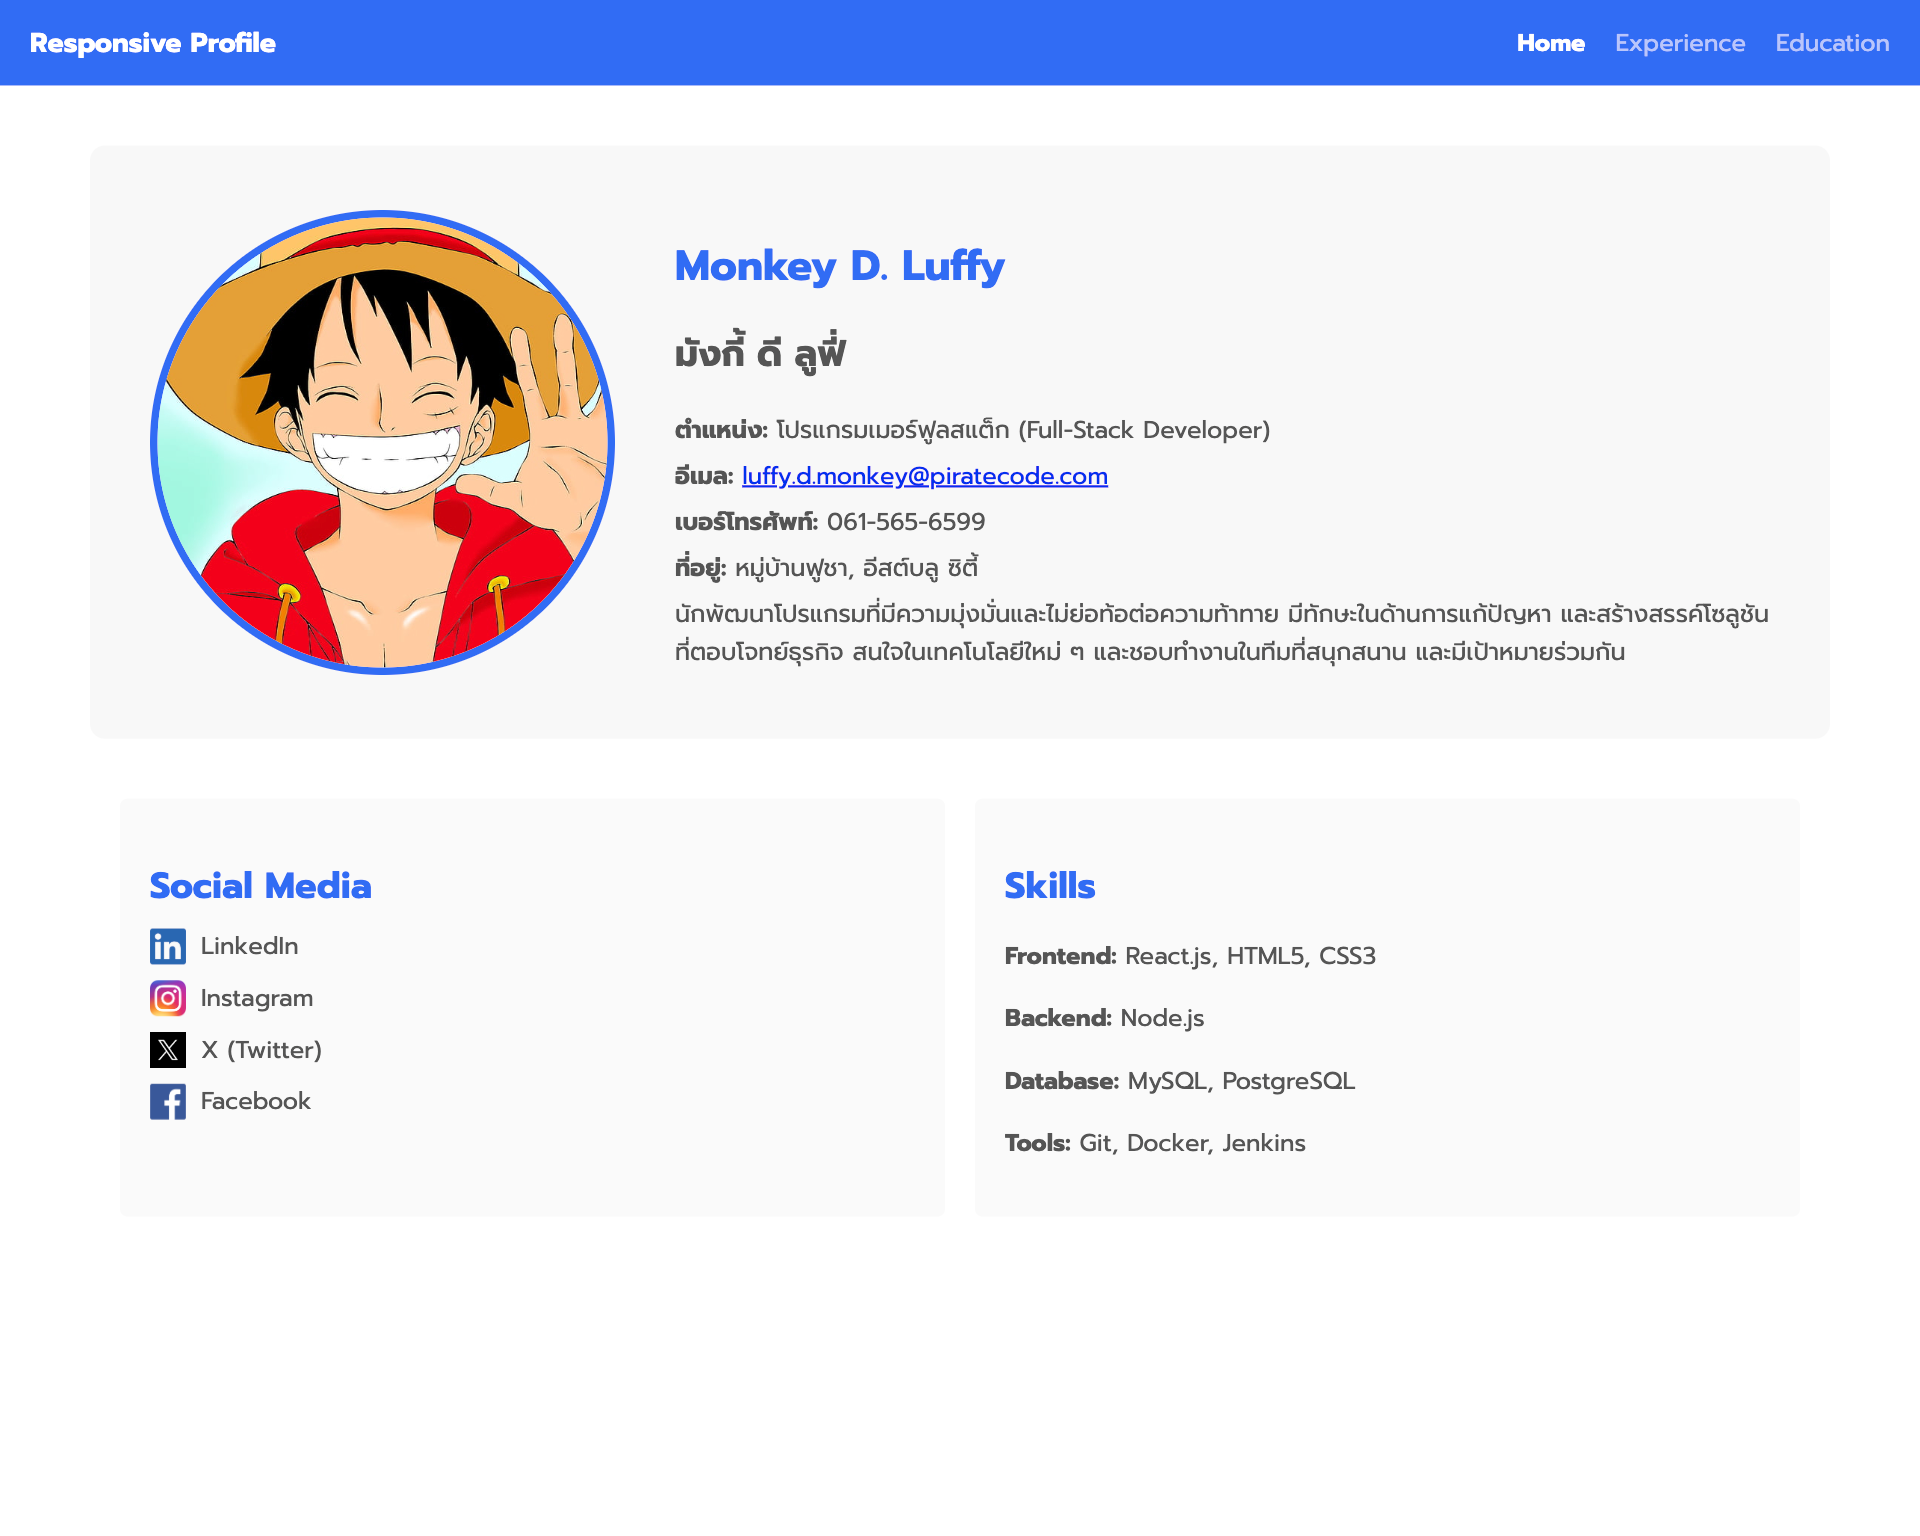 Responsive Profile
Home Experience Education
Monkey D. Luffy
มังกี้ ดี ลูฟี่
ตำแหน่ง: โปรแกรมเมอร์ฟูลสแต็ก (Full-Stack Developer)
อีเมล: luffy.d.monkey@piratecode.com
เบอร์โทรศัพท์: 061-565-6599
ที่อยู่: หมู่บ้านฟูชา, อีสต์บลู ซิตี้
นักพัฒนาโปรแกรมที่มีความมุ่งมั่นและไม่ย่อท้อต่อความท้าทาย มีทักษะในด้านการแก้ปัญหา และสร้างสรรค์โซลูชัน
ที่ตอบโจทย์ธุรกิจ สนใจในเทคโนโลยีใหม่ ๆ และชอบทำงานในทีมที่สนุกสนาน และมีเป้าหมายร่วมกัน
Social Media
LinkedIn
Instagram
X (Twitter)
Facebook
Skills
Frontend: React.js, HTML5, CSS3
Backend: Node.js
Database: MySQL, PostgreSQL
Tools: Git, Docker, Jenkins